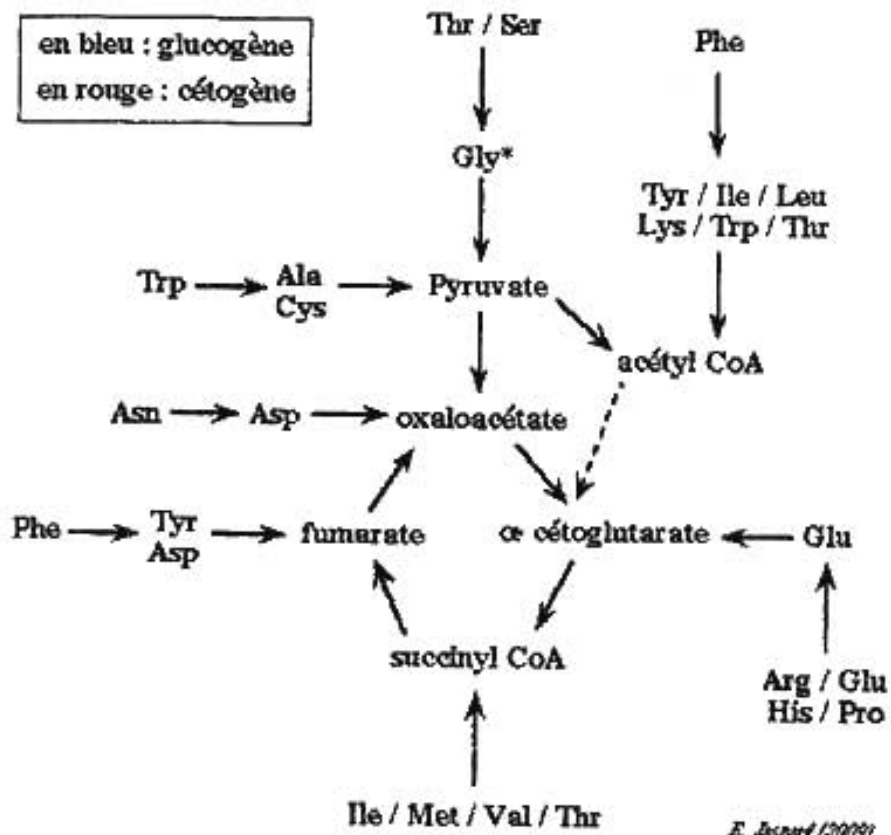 en bleu : glucogène
en rouge : cétogène
Thr / Ser
Phe
Gly*
Tyr / Ile / Leu
Lys / Trp / Thr
Trp
Ala
Cys
Pyruvate
acétyl CoA
Asn
Asp
oxaloacétate
Phe
Tyr
Asp
fumarate
α cétoglutarate
Glu
succinyl CoA
Arg / Glu
His / Pro
Ile / Met / Val / Thr
E. Jaspard (2009)